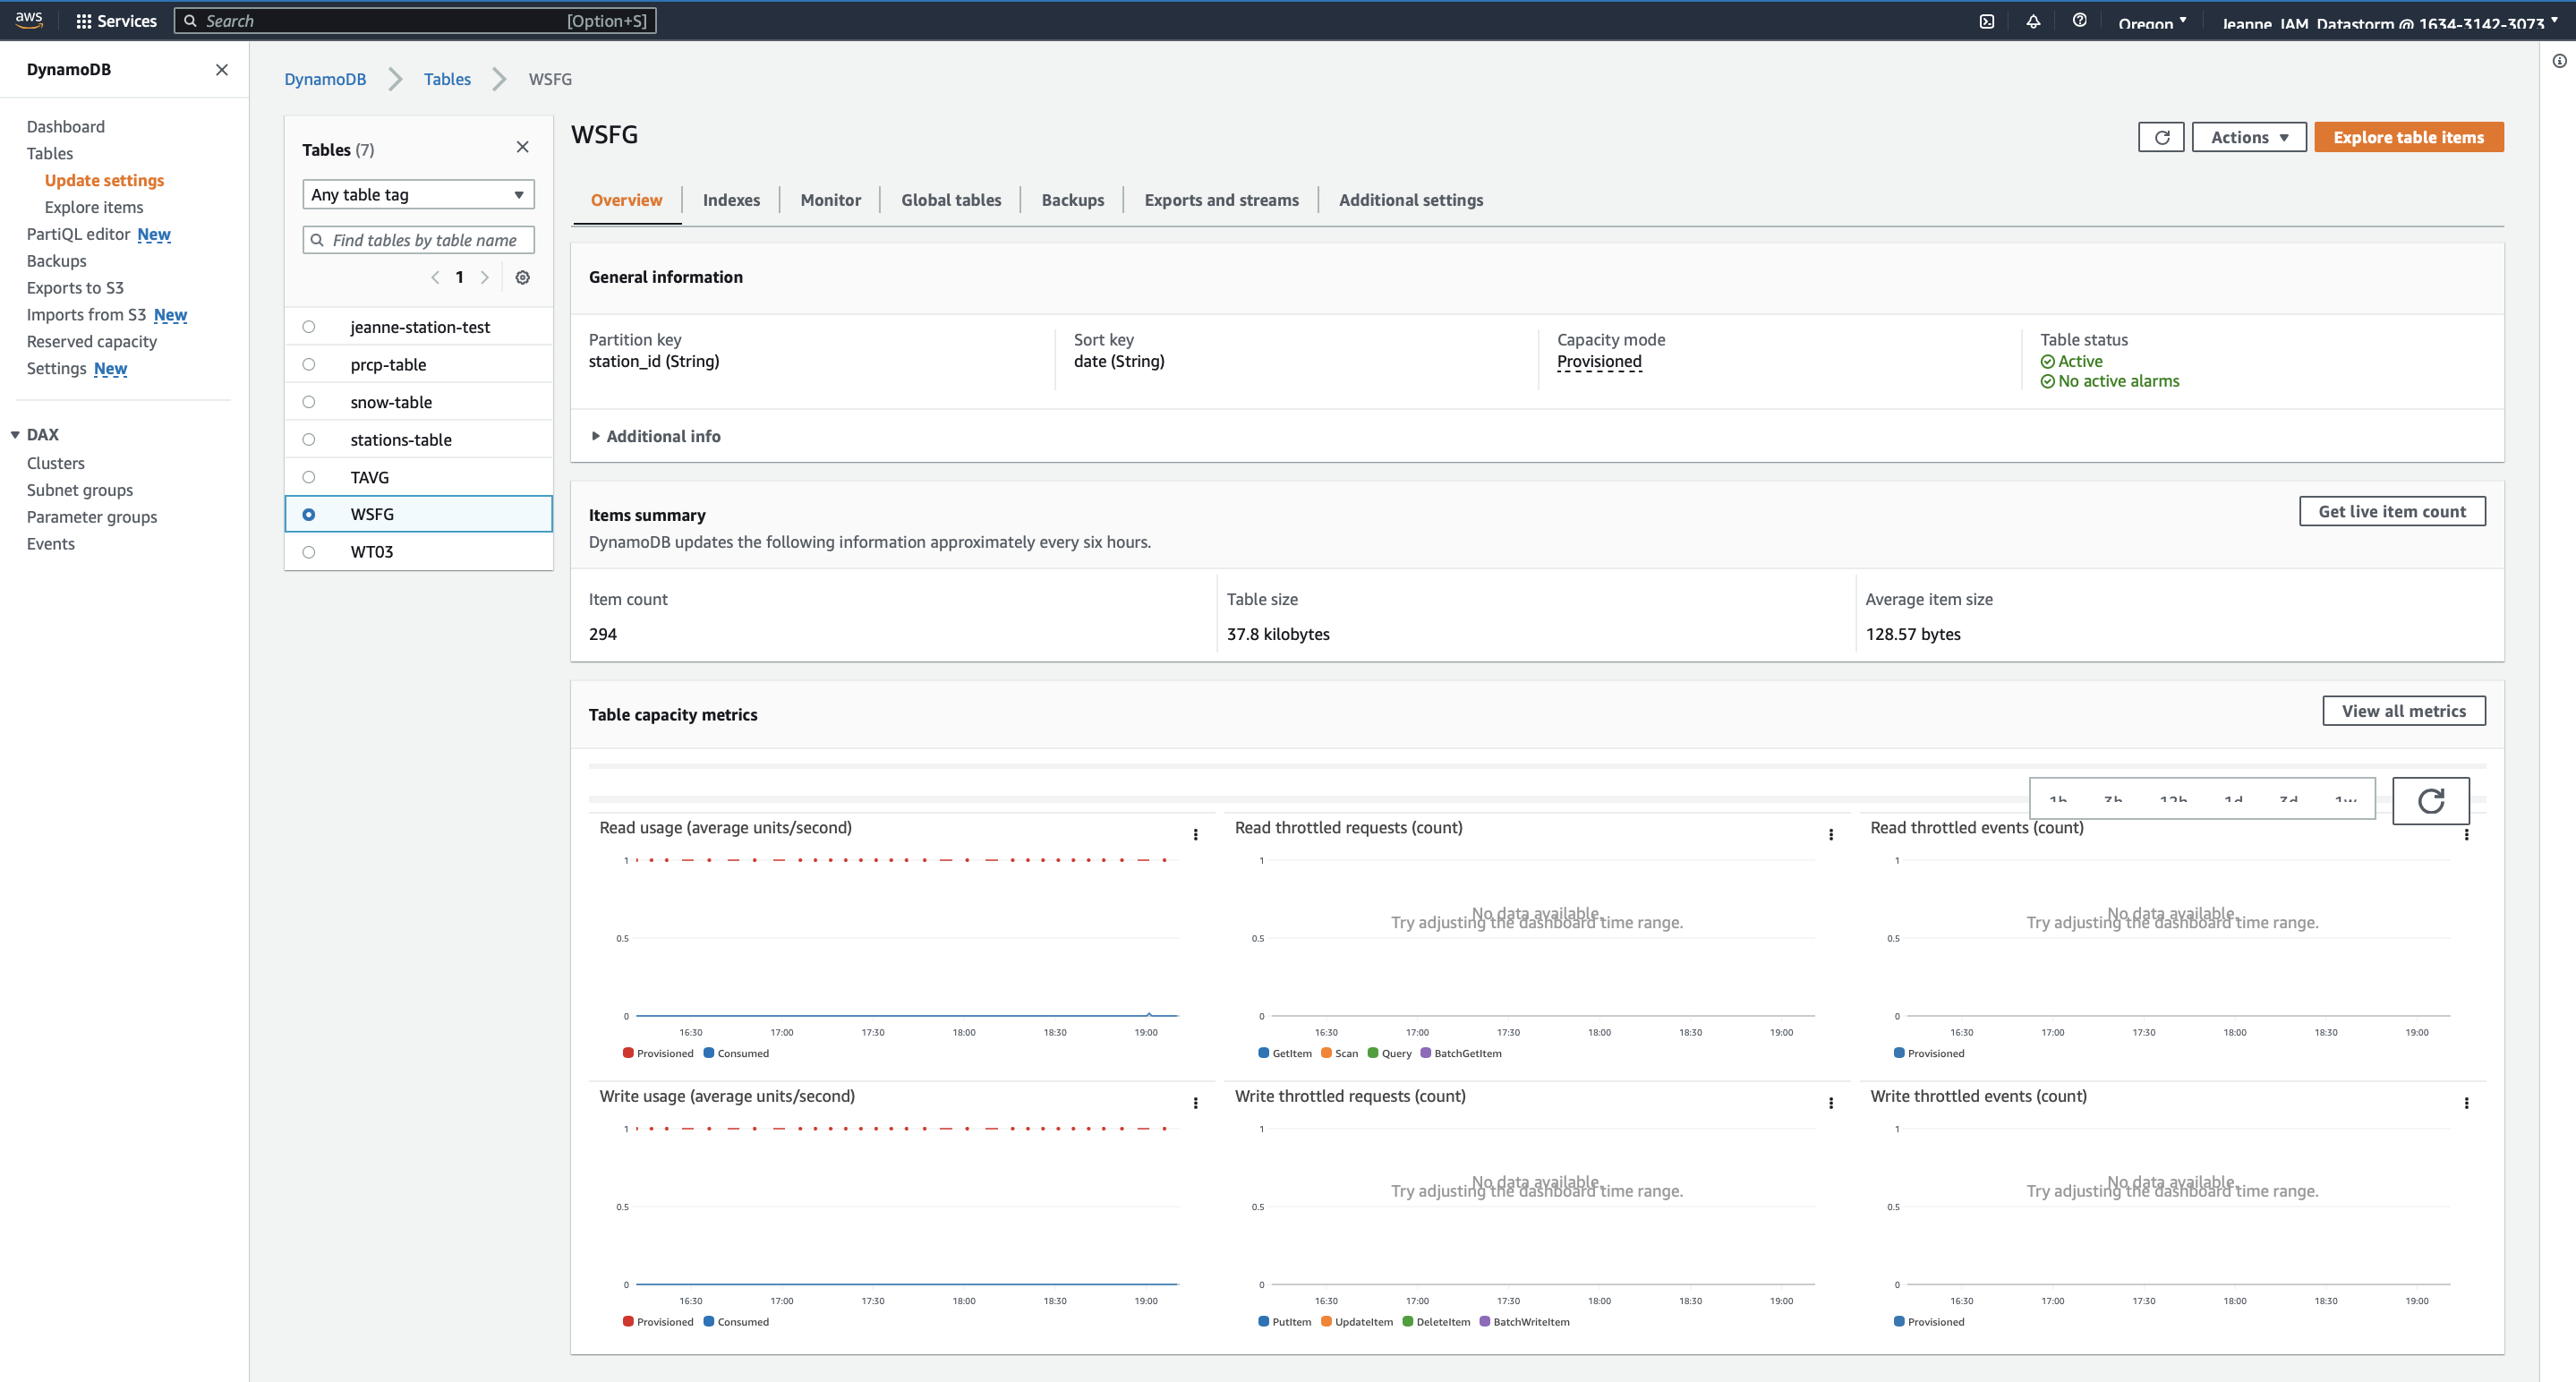 aws
Services
Search [Option+S]
Oregon
Jeanne_IAM_Datastorm @ 1634-3142-3073
DynamoDB
Dashboard
Tables
Update settings
Explore items
PartiQL editor New
Backups
Exports to S3
Imports from S3 New
Reserved capacity
Settings New
DAX
Clusters
Subnet groups
Parameter groups
Events
DynamoDB
Tables
WSFG
Tables (7)
Any table tag
Find tables by table name
1
jeanne-station-test
prcp-table
snow-table
stations-table
TAVG
WSFG
WT03
WSFG
Actions
Explore table items
Overview
Indexes
Monitor
Global tables
Backups
Exports and streams
Additional settings
General information
Partition key
station_id (String)
Sort key
date (String)
Capacity mode
Provisioned
Table status
Active
No active alarms
Additional info
Items summary
DynamoDB updates the following information approximately every six hours.
Get live item count
Item count
294
Table size
37.8 kilobytes
Average item size
128.57 bytes
Table capacity metrics
View all metrics
1h 3h 12h 1d 3d 1w
Read usage (average units/second)
1
0.5
0
16:30 17:00 17:30 18:00 18:30 19:00
Provisioned Consumed
Read throttled requests (count)
1
No data available.
Try adjusting the dashboard time range.
0.5
0
16:30 17:00 17:30 18:00 18:30 19:00
GetItem Scan Query BatchGetItem
Read throttled events (count)
1
No data available.
Try adjusting the dashboard time range.
0.5
0
16:30 17:00 17:30 18:00 18:30 19:00
Provisioned
Write usage (average units/second)
1
0.5
0
16:30 17:00 17:30 18:00 18:30 19:00
Provisioned Consumed
Write throttled requests (count)
1
No data available.
Try adjusting the dashboard time range.
0.5
0
16:30 17:00 17:30 18:00 18:30 19:00
PutItem UpdateItem DeleteItem BatchWriteItem
Write throttled events (count)
1
No data available.
Try adjusting the dashboard time range.
0.5
0
16:30 17:00 17:30 18:00 18:30 19:00
Provisioned